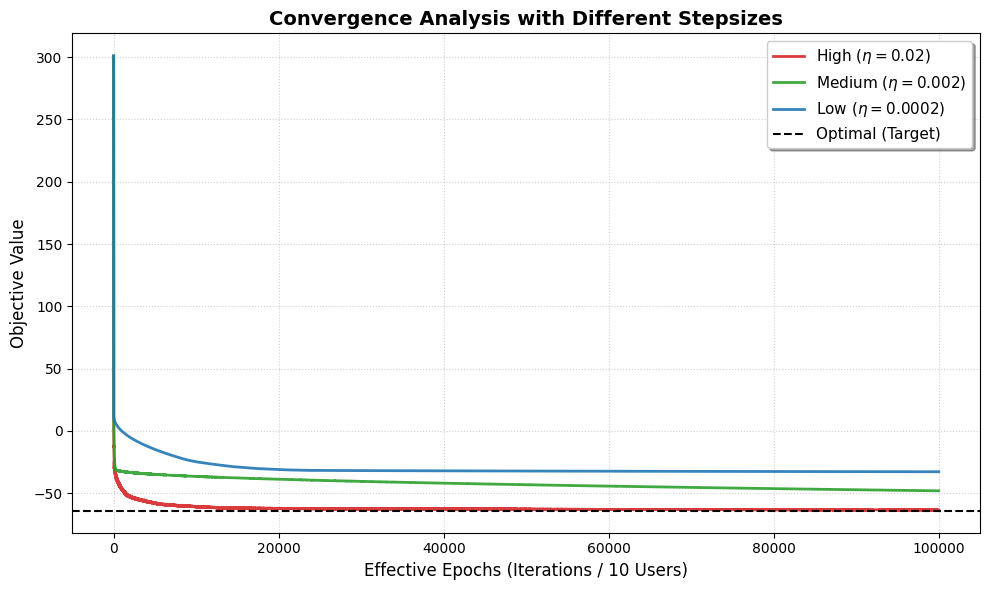 Convergence Analysis with Different Stepsizes
High (η = 0.02)
Medium (η = 0.002)
Low (η = 0.0002)
Optimal (Target)
Objective Value
300
250
200
150
100
50
0
−50
0
20000
40000
60000
80000
100000
Effective Epochs (Iterations / 10 Users)